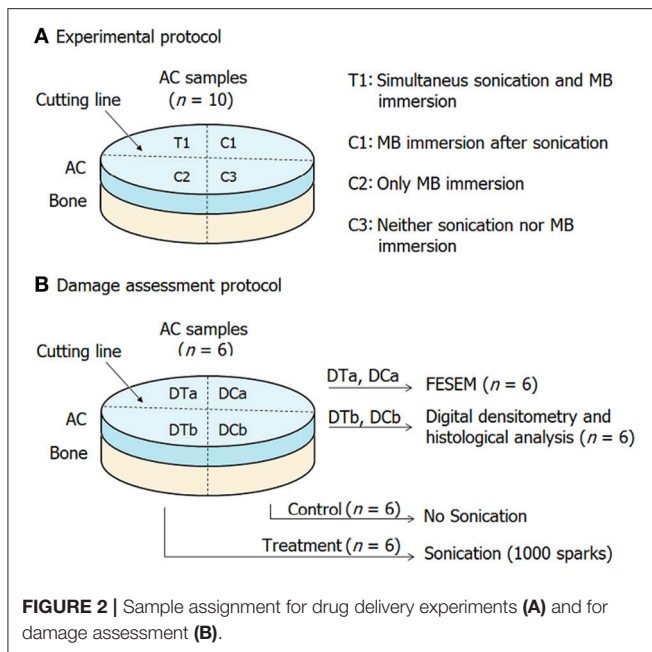 A Experimental protocol
AC samples
(n = 10)
Cutting line
T1 C1
AC
C2 C3
Bone
T1: Simultaneus sonication and MB
immersion
C1: MB immersion after sonication
C2: Only MB immersion
C3: Neither sonication nor MB
immersion
B Damage assessment protocol
AC samples
(n = 6)
Cutting line
DTa DCa
AC
DTb DCb
Bone
DTa, DCa
FESEM (n = 6)
DTb, DCb
Digital densitometry and
histological analysis (n = 6)
Control (n = 6)
No Sonication
Treatment (n = 6)
Sonication (1000 sparks)
FIGURE 2 | Sample assignment for drug delivery experiments (A) and for
damage assessment (B).